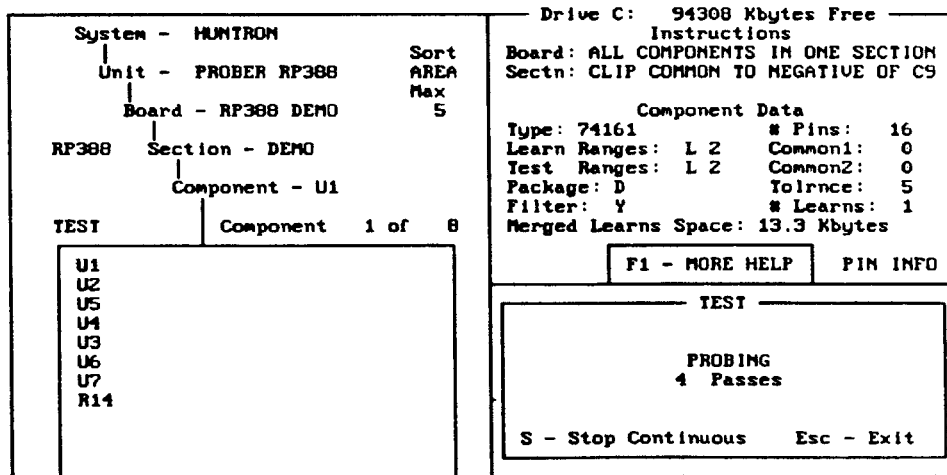 System - HUNTRON
Sort
Unit - PROBER RP388 AREA
Max
Board - RP388 DEMO 5
RP388 Section - DEMO
Component - U1
TEST Component 1 of 8
U1
U2
U5
U4
U3
U6
U7
R14
Drive C: 94308 Kbytes Free
Instructions
Board: ALL COMPONENTS IN ONE SECTION
Sectn: CLIP COMMON TO NEGATIVE OF C9
Component Data
Type: 74161 # Pins: 16
Learn Ranges: L 2 Common1: 0
Test Ranges: L 2 Common2: 0
Package: D Tolrnce: 5
Filter: Y # Learns: 1
Merged Learns Space: 13.3 Kbytes
F1 - MORE HELP PIN INFO
TEST
PROBING
4 Passes
S - Stop Continuous Esc - Exit